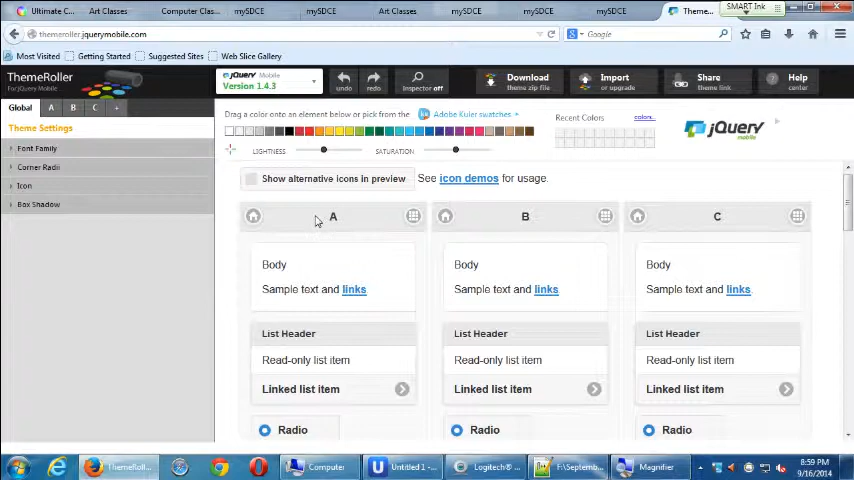 Ultimate C...
Art Classes
Computer Clas...
mySDCE
mySDCE
Art Classes
mySDCE
mySDCE
mySDCE
Theme...
SMART Ink
themeroller.jquerymobile.com
Google
Most Visited
Getting Started
Suggested Sites
Web Slice Gallery
ThemeRoller
For jQuery Mobile
jQuery Mobile
Version 1.4.3
undo
redo
Inspector off
Download
theme zip file
Import
or upgrade
Share
theme link
Help
center
Global
A
B
C
+
Theme Settings
Font Family
Corner Radii
Icon
Box Shadow
Drag a color onto an element below or pick from the
Adobe Kuler swatches
Recent Colors
colors...
LIGHTNESS
SATURATION
jQuery
mobile
Show alternative icons in preview
See icon demos for usage.
A
B
C
Body
Body
Body
Sample text and links
Sample text and links
Sample text and links
List Header
List Header
List Header
Read-only list item
Read-only list item
Read-only list item
Linked list item
Linked list item
Linked list item
Radio
Radio
Radio
ThemeRoll...
Computer
Untitled 1 -...
Logitech® ...
F:\Septemb...
Magnifier
8:59 PM
9/16/2014